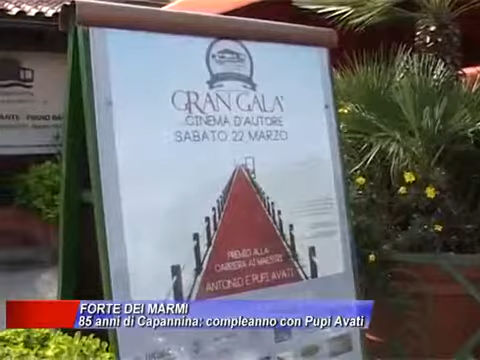 GRAN GALA'
CINEMA D'AUTORE
SABATO 22 MARZO
PREMIO ALLA
CARRIERA AI MAESTRI
ANTONIO E PUPI AVATI
FORTE DEI MARMI
85 anni di Capannina: compleanno con Pupi Avati